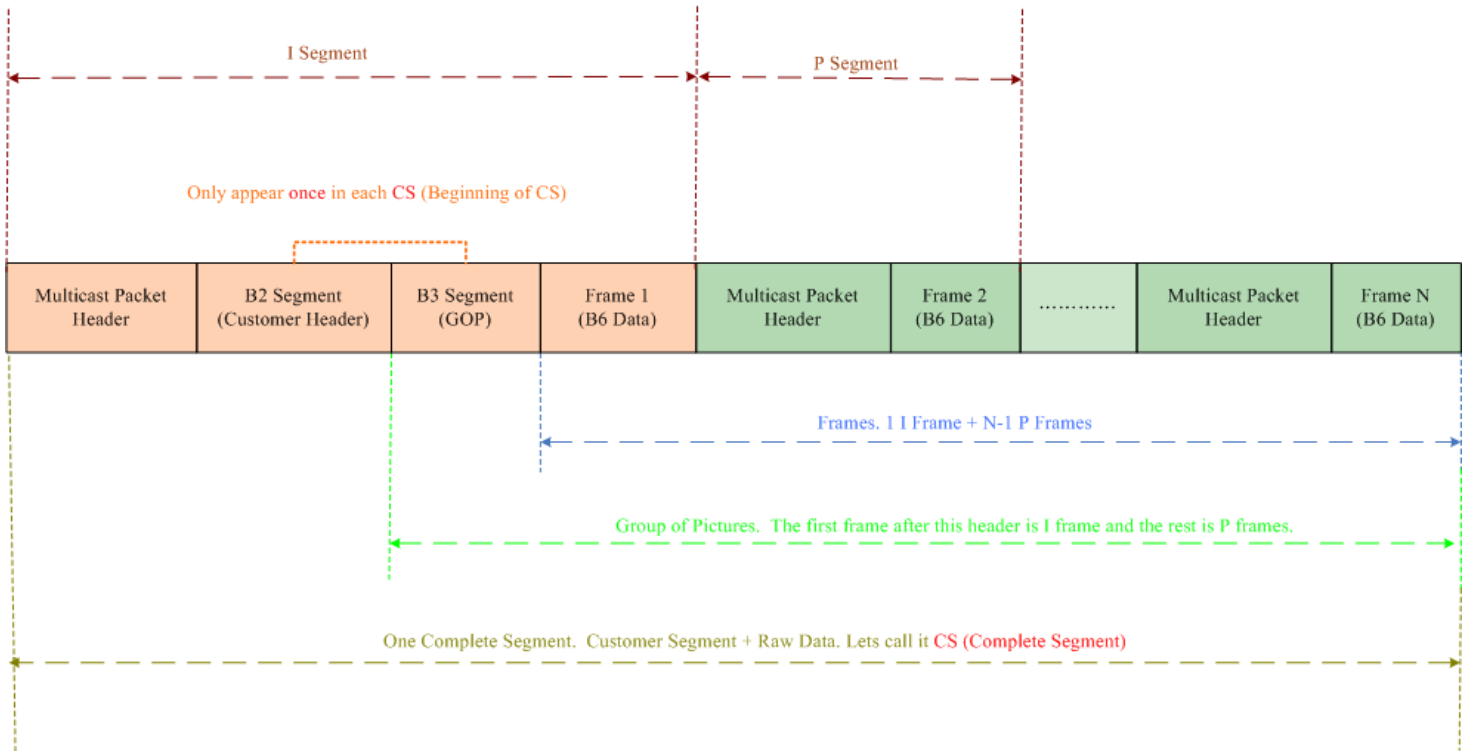 I Segment
P Segment
Only appear once in each CS (Beginning of CS)
Multicast Packet
Header
B2 Segment
(Customer Header)
B3 Segment
(GOP)
Frame 1
(B6 Data)
Multicast Packet
Header
Frame 2
(B6 Data)
............
Multicast Packet
Header
Frame N
(B6 Data)
Frames. 1 I Frame + N-1 P Frames
Group of Pictures.  The first frame after this header is I frame and the rest is P frames.
One Complete Segment.  Customer Segment + Raw Data. Lets call it CS (Complete Segment)